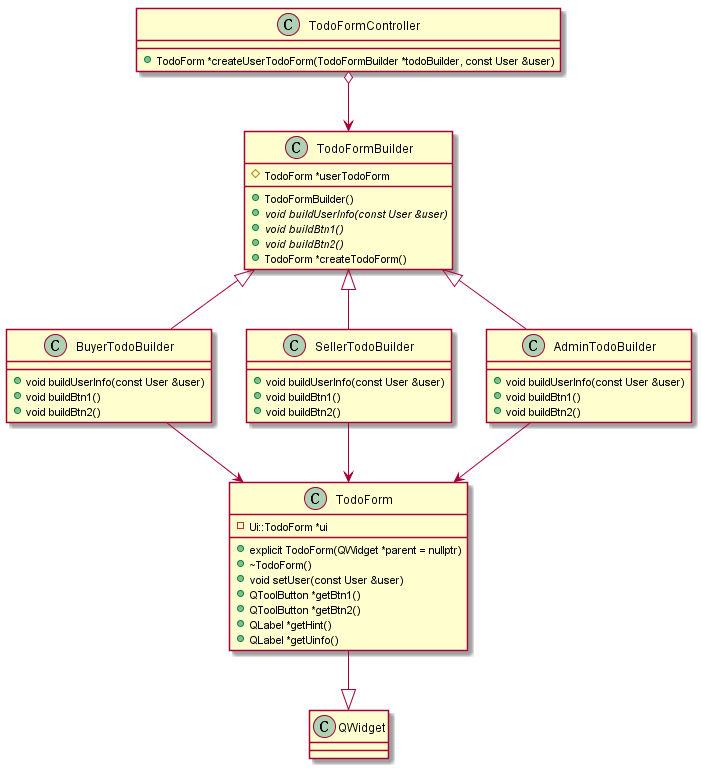 C TodoFormController
TodoForm *createUserTodoForm(TodoFormBuilder *todoBuilder, const User &user)
C TodoFormBuilder
TodoForm *userTodoForm
TodoFormBuilder()
void buildUserInfo(const User &user)
void buildBtn1()
void buildBtn2()
TodoForm *createTodoForm()
C BuyerTodoBuilder
void buildUserInfo(const User &user)
void buildBtn1()
void buildBtn2()
C SellerTodoBuilder
void buildUserInfo(const User &user)
void buildBtn1()
void buildBtn2()
C AdminTodoBuilder
void buildUserInfo(const User &user)
void buildBtn1()
void buildBtn2()
C TodoForm
Ui::TodoForm *ui
explicit TodoForm(QWidget *parent = nullptr)
~TodoForm()
void setUser(const User &user)
QToolButton *getBtn1()
QToolButton *getBtn2()
QLabel *getHint()
QLabel *getUinfo()
C QWidget